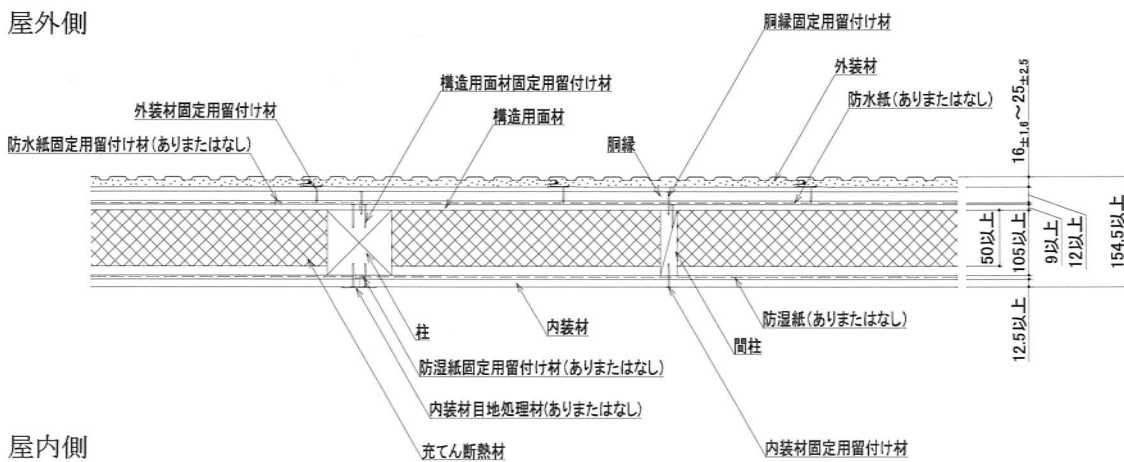 屋外側
胴縁固定用留付け材
外装材
構造用面材固定用留付け材
外装材固定用留付け材
構造用面材
防水紙(ありまたはなし)
防水紙固定用留付け材(ありまたはなし)
胴縁
16±1.6～25±2.5
50以上
105以上
9以上
12以上
154.5以上
12.5以上
柱
内装材
防湿紙(ありまたはなし)
間柱
防湿紙固定用留付け材(ありまたはなし)
内装材目地処理材(ありまたはなし)
屋内側
充てん断熱材
内装材固定用留付け材